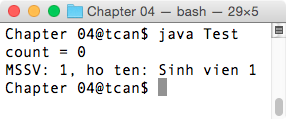 Chapter 04 — bash — 29×5
Chapter 04@tcan$ java Test
count = 0
MSSV: 1, ho ten: Sinh vien 1
Chapter 04@tcan$